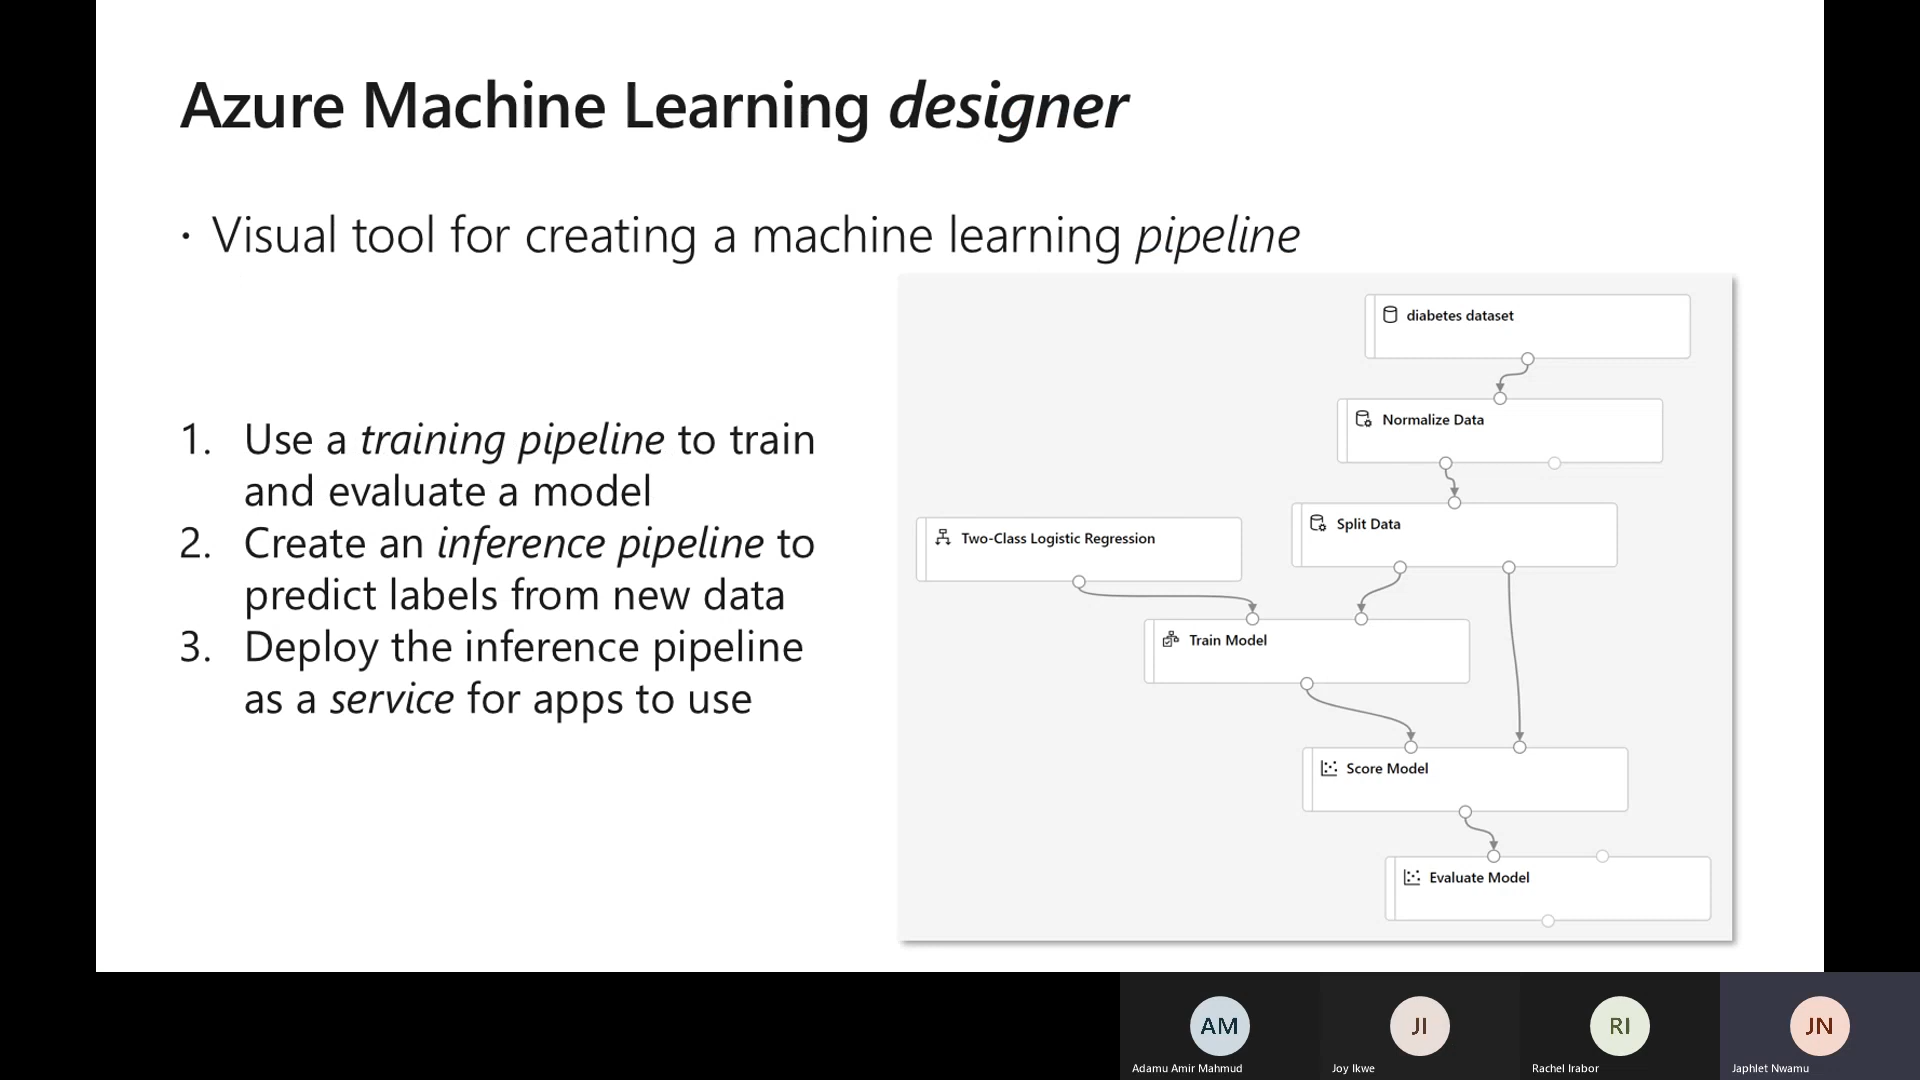 Azure Machine Learning designer
· Visual tool for creating a machine learning pipeline
1. Use a training pipeline to train
and evaluate a model
2. Create an inference pipeline to
predict labels from new data
3. Deploy the inference pipeline
as a service for apps to use
diabetes dataset
Normalize Data
Split Data
Two-Class Logistic Regression
Train Model
Score Model
Evaluate Model
AM
Adamu Amir Mahmud
JI
Joy Ikwe
RI
Rachel Irabor
JN
Japhlet Nwamu